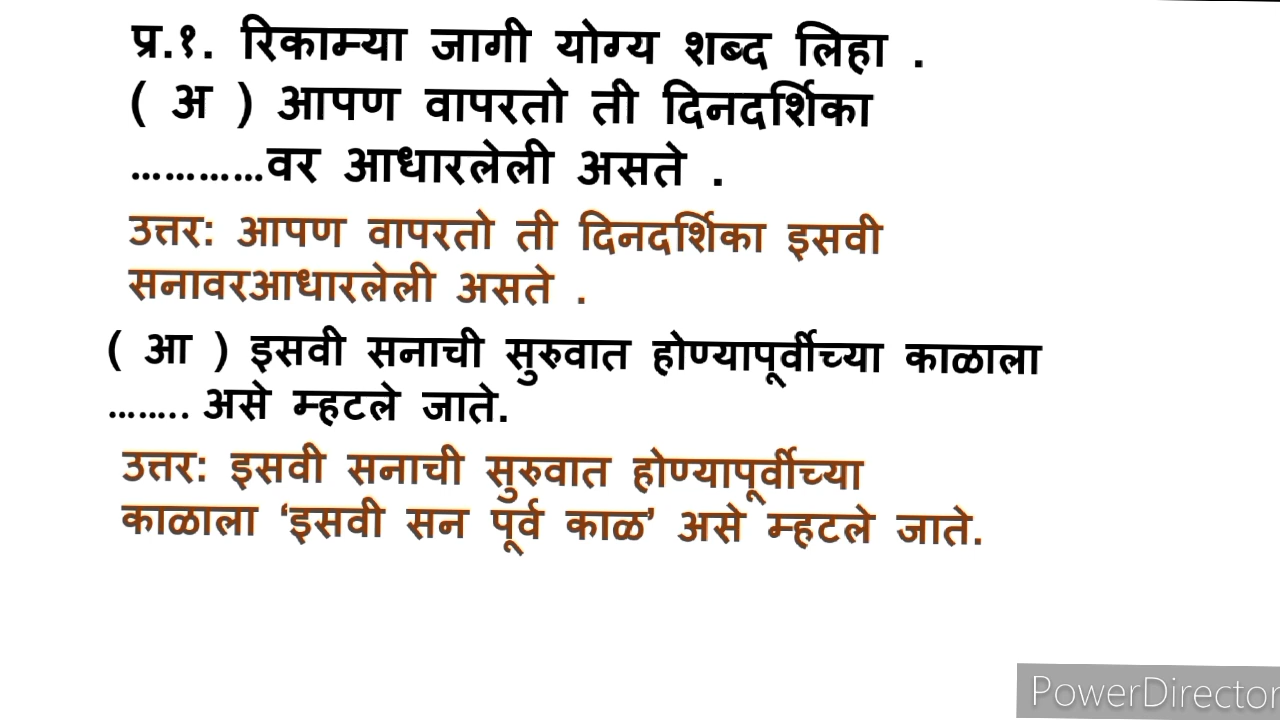 प्र.१. रिकाम्या जागी योग्य शब्द लिहा .
( अ ) आपण वापरतो ती दिनदर्शिका
…………वर आधारलेली असते .
उत्तर: आपण वापरतो ती दिनदर्शिका इसवी
सनावरआधारलेली असते .
( आ ) इसवी सनाची सुरुवात होण्यापूर्वीच्या काळाला
…….. असे म्हटले जाते.
उत्तर: इसवी सनाची सुरुवात होण्यापूर्वीच्या
काळाला ‘इसवी सन पूर्व काळ’ असे म्हटले जाते.
PowerDirector